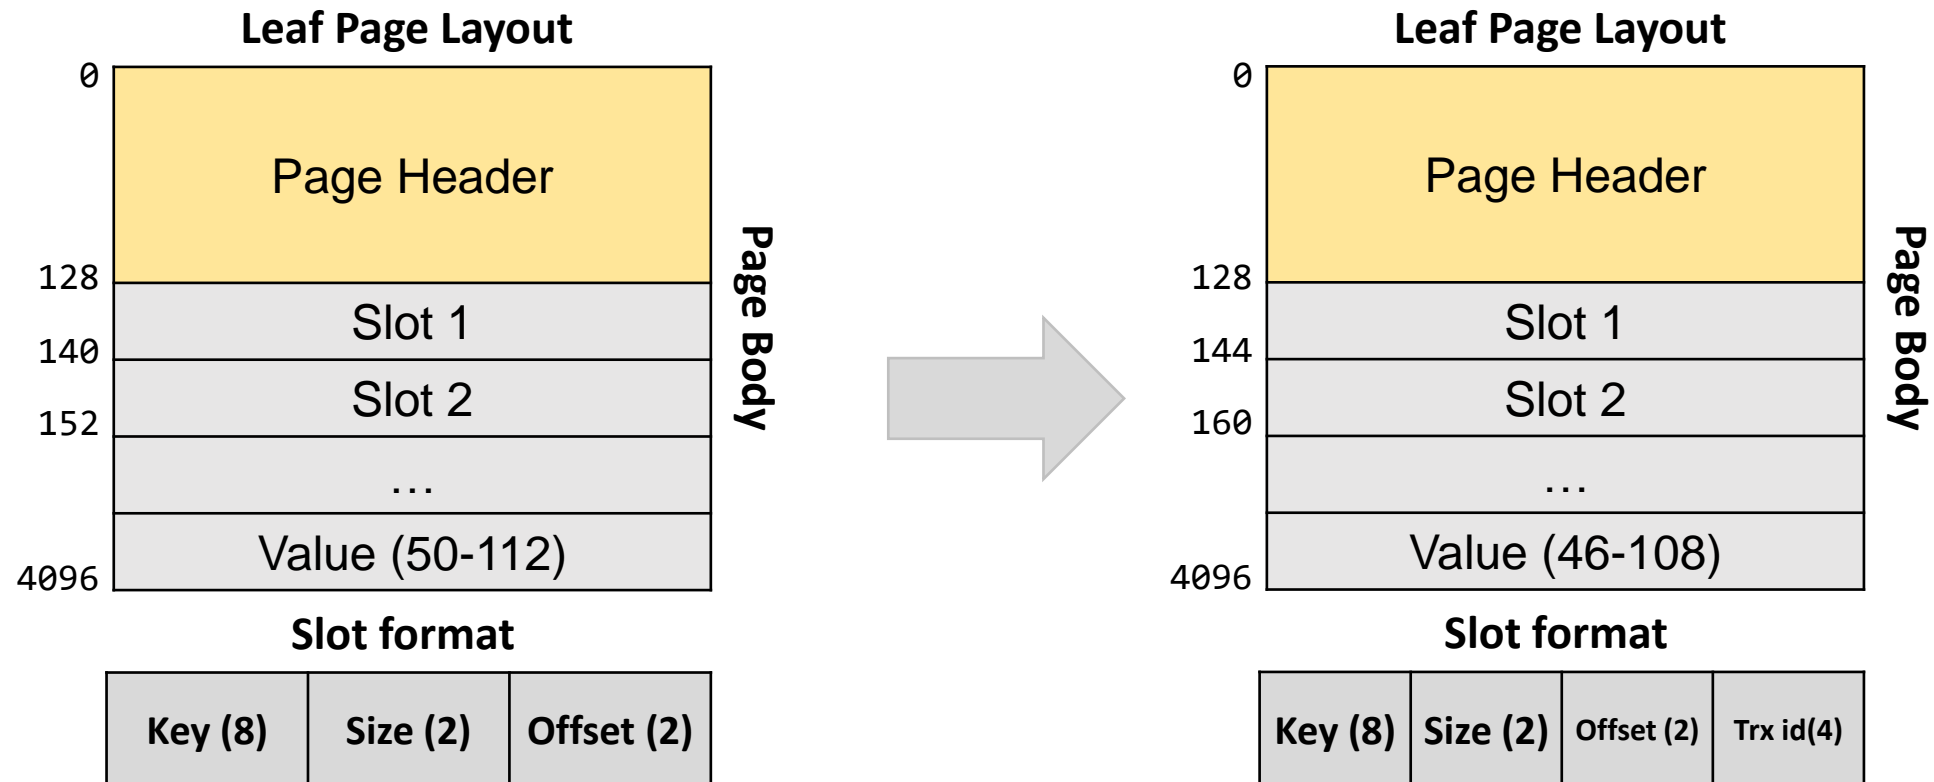 Leaf Page Layout
0
Page Header
128
Slot 1
140
Slot 2
152
…
Value (50-112)
4096
Page Body
Slot format
Key (8)
Size (2)
Offset (2)
Leaf Page Layout
0
Page Header
128
Slot 1
144
Slot 2
160
…
Value (46-108)
4096
Page Body
Slot format
Key (8)
Size (2)
Offset (2)
Trx id(4)